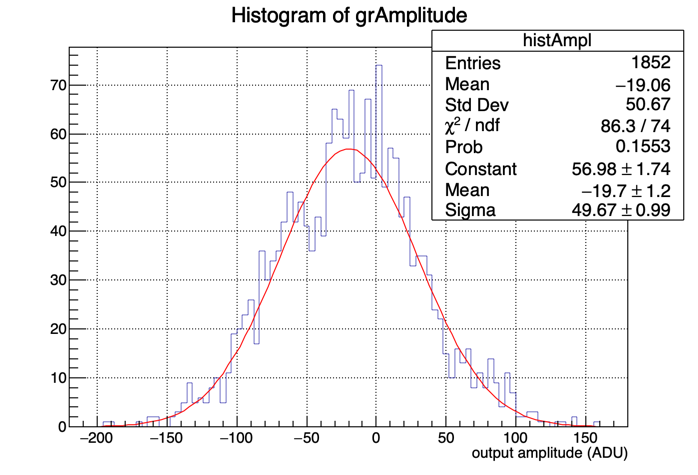 Histogram of grAmplitude
histAmpl
Entries 1852
Mean −19.06
Std Dev 50.67
χ² / ndf 86.3 / 74
Prob 0.1553
Constant 56.98 ± 1.74
Mean −19.7 ± 1.2
Sigma 49.67 ± 0.99
70
60
50
40
30
20
10
0
−200 −150 −100 −50 0 50 100 150
output amplitude (ADU)